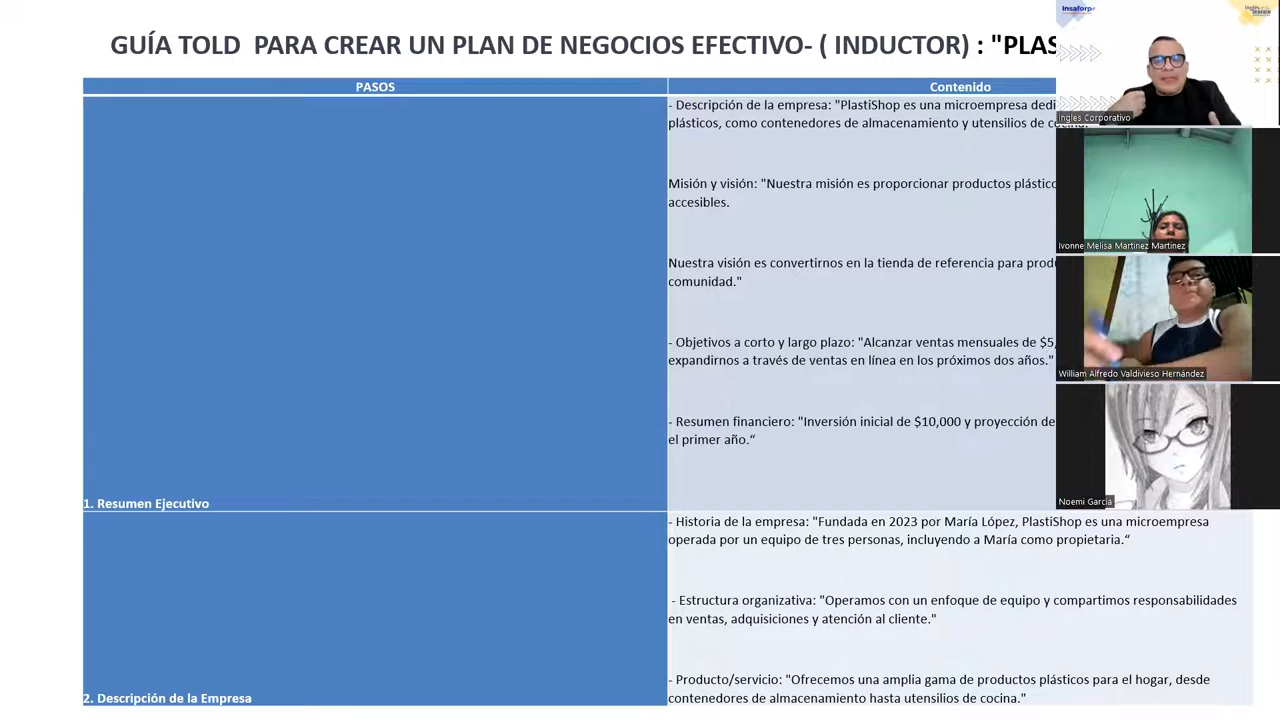 GUÍA TOLD PARA CREAR UN PLAN DE NEGOCIOS EFECTIVO- ( INDUCTOR) : "PLAS
PASOS
Contenido
- Descripción de la empresa: "PlastiShop es una microempresa dedi
plásticos, como contenedores de almacenamiento y utensilios de cocina.
Misión y visión: "Nuestra misión es proporcionar productos plástico
accesibles.
Nuestra visión es convertirnos en la tienda de referencia para produ
comunidad."
- Objetivos a corto y largo plazo: "Alcanzar ventas mensuales de $5,
expandirnos a través de ventas en línea en los próximos dos años."
- Resumen financiero: "Inversión inicial de $10,000 y proyección de
el primer año.“
1. Resumen Ejecutivo
- Historia de la empresa: "Fundada en 2023 por María López, PlastiShop es una microempresa
operada por un equipo de tres personas, incluyendo a María como propietaria.“
- Estructura organizativa: "Operamos con un enfoque de equipo y compartimos responsabilidades
en ventas, adquisiciones y atención al cliente."
- Producto/servicio: "Ofrecemos una amplia gama de productos plásticos para el hogar, desde
contenedores de almacenamiento hasta utensilios de cocina."
2. Descripción de la Empresa
Insaforp
Ingles Corporativo
Ivonne Melisa Martinez Martinez
William Alfredo Valdivieso Hernández
Noemi García